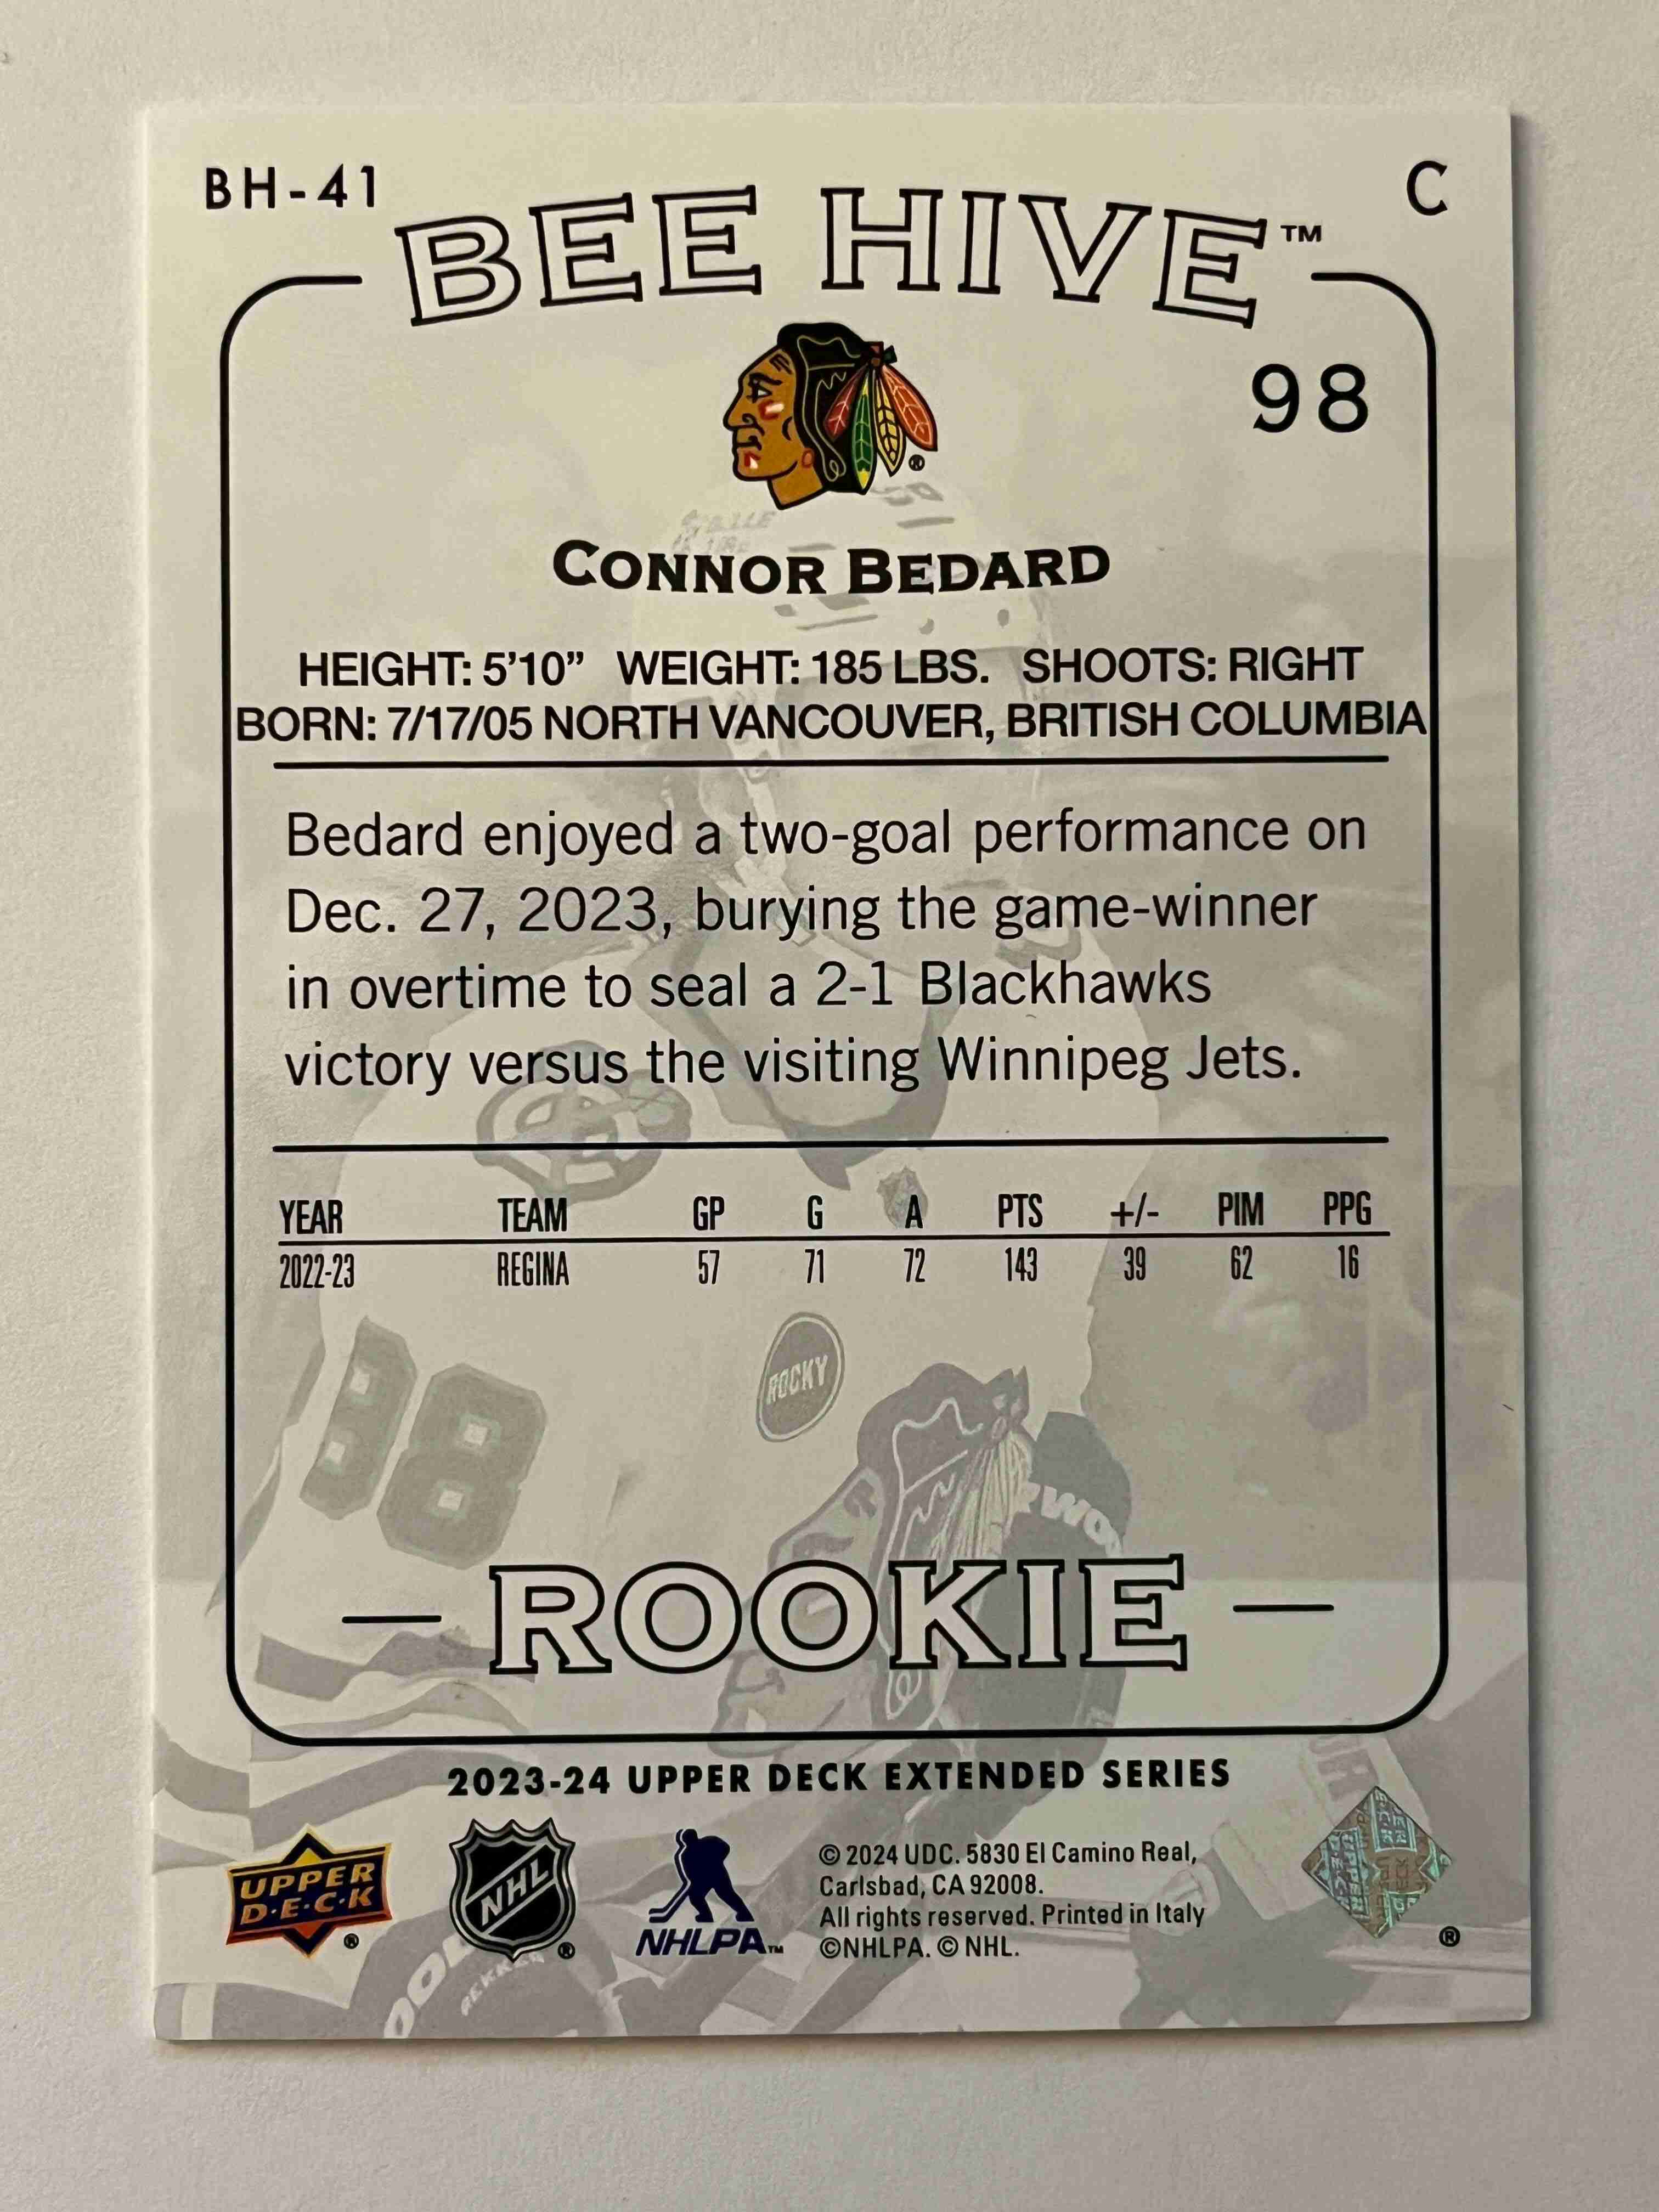 BH-41
C
BEE HIVE™
98
®
CONNOR BEDARD
HEIGHT: 5'10” WEIGHT: 185 LBS. SHOOTS: RIGHT
BORN: 7/17/05 NORTH VANCOUVER, BRITISH COLUMBIA
Bedard enjoyed a two-goal performance on
Dec. 27, 2023, burying the game-winner
in overtime to seal a 2-1 Blackhawks
victory versus the visiting Winnipeg Jets.
YEAR TEAM GP G A PTS +/- PIM PPG
2022-23 REGINA 57 71 72 143 39 62 16
ROCKY
98
– ROOKIE –
2023-24 UPPER DECK EXTENDED SERIES
UPPER
D·E·C·K
®
NHL
®
NHLPA™
© 2024 UDC. 5830 El Camino Real,
Carlsbad, CA 92008.
All rights reserved. Printed in Italy
©NHLPA. © NHL.
®